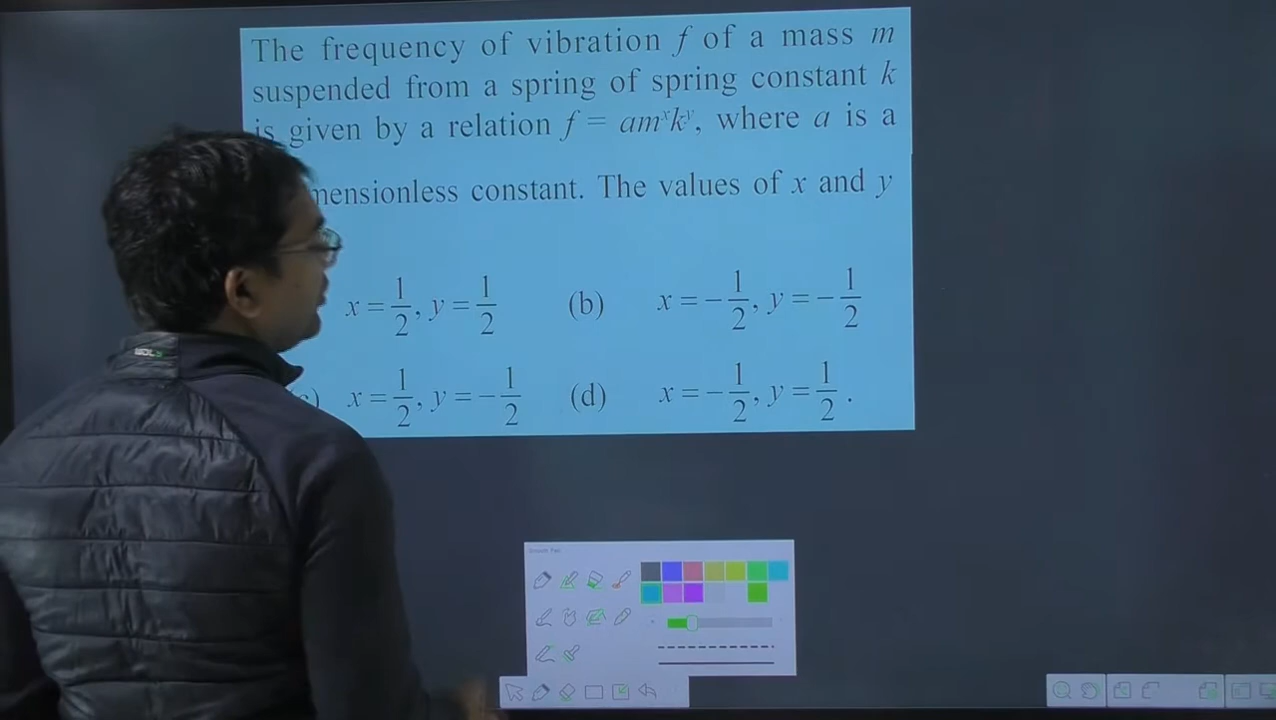 The frequency of vibration f of a mass m
suspended from a spring of spring constant k
is given by a relation f = amˣkʸ, where a is a
mensionless constant. The values of x and y
x = 1/2, y = 1/2 (b) x = -1/2, y = -1/2
x = 1/2, y = -1/2 (d) x = -1/2, y = 1/2.